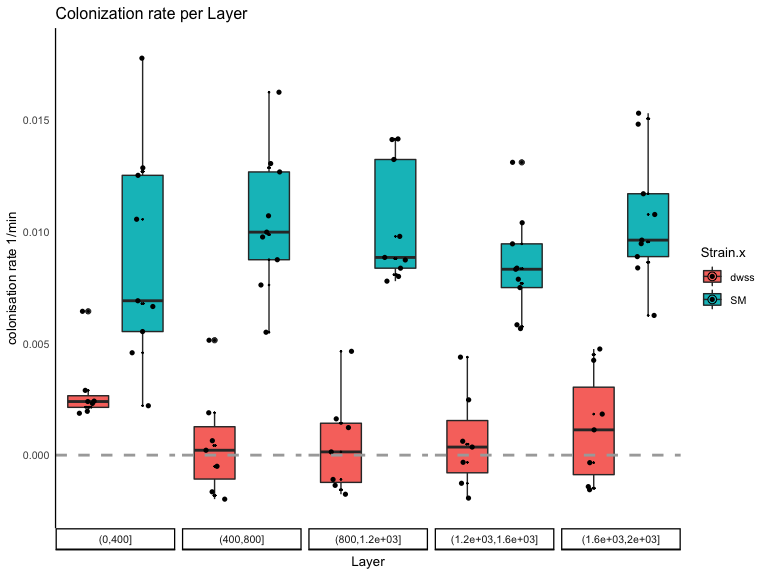 Colonization rate per Layer
colonisation rate 1/min
0.015
0.010
0.005
0.000
(0,400]
(400,800]
(800,1.2e+03]
(1.2e+03,1.6e+03]
(1.6e+03,2e+03]
Layer
Strain.x
dwss
SM